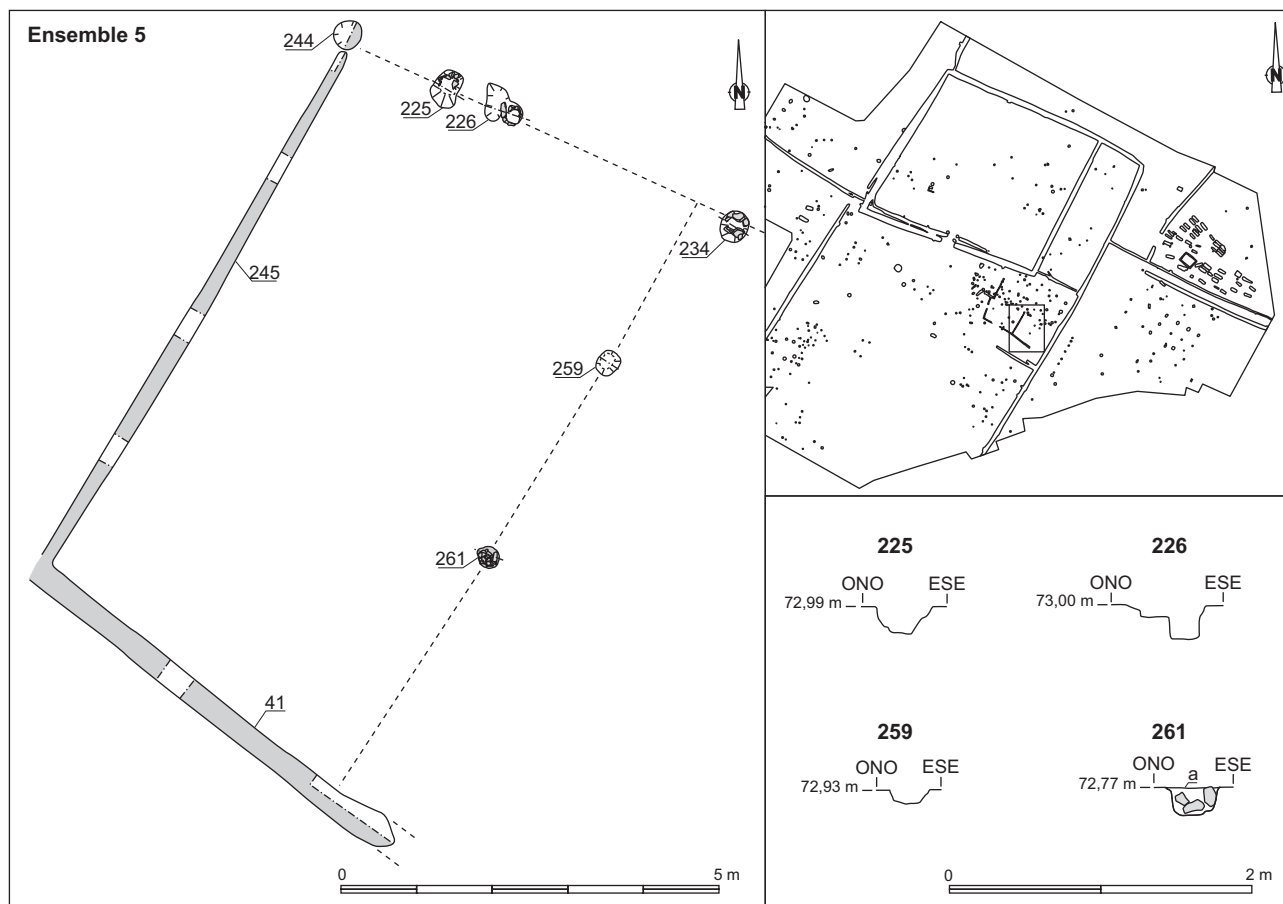 Ensemble 5
244
225
226
N
234
245
259
261
41
0 5 m
N
225
ONO ESE
72,99 m
226
ONO ESE
73,00 m
259
ONO ESE
72,93 m
261
ONO a ESE
72,77 m
0 2 m